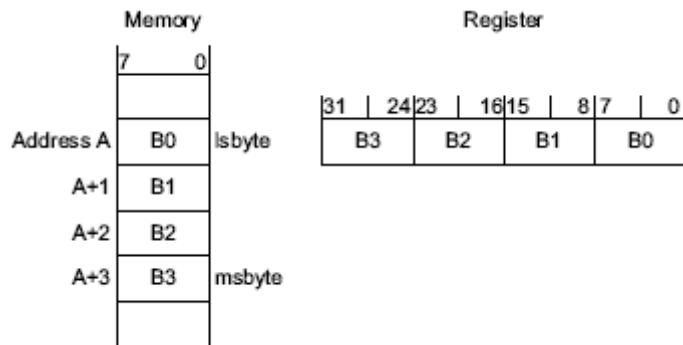 Memory
7 0
Address A B0 lsbyte
A+1 B1
A+2 B2
A+3 B3 msbyte
Register
31 24 23 16 15 8 7 0
B3 B2 B1 B0